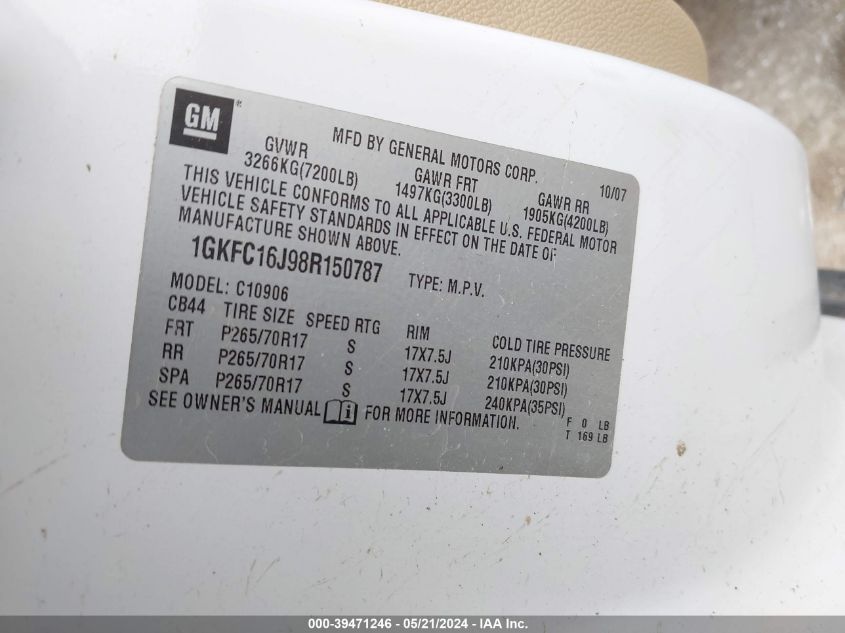 GM
MFD BY GENERAL MOTORS CORP. 10/07
GVWR GAWR FRT GAWR RR
3266KG(7200LB) 1497KG(3300LB) 1905KG(4200LB)
THIS VEHICLE CONFORMS TO ALL APPLICABLE U.S. FEDERAL MOTOR
VEHICLE SAFETY STANDARDS IN EFFECT ON THE DATE OF
MANUFACTURE SHOWN ABOVE.
1GKFC16J98R150787 TYPE: M.P.V.
MODEL: C10906
CB44 TIRE SIZE SPEED RTG RIM COLD TIRE PRESSURE
FRT P265/70R17 S 17X7.5J 210KPA(30PSI)
RR P265/70R17 S 17X7.5J 210KPA(30PSI)
SPA P265/70R17 S 17X7.5J 240KPA(35PSI)
SEE OWNER'S MANUAL i FOR MORE INFORMATION.
F 0 LB
T 169 LB
000-39471246 - 05/21/2024 - IAA Inc.